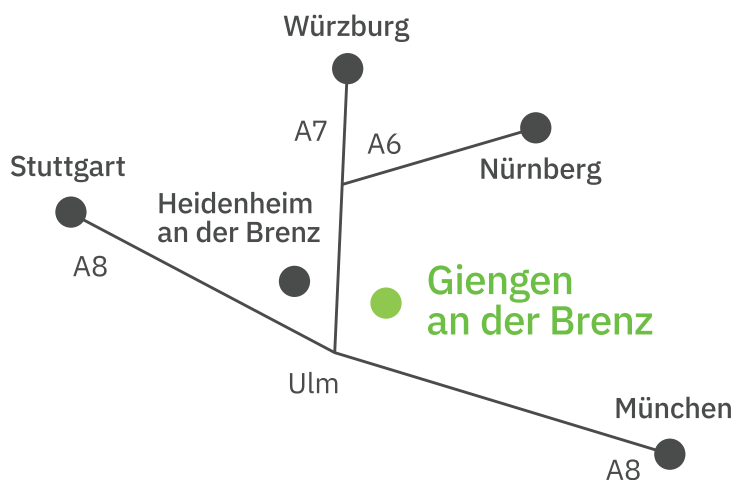 Würzburg
A7
A6
Stuttgart
Nürnberg
Heidenheim
an der Brenz
A8
Giengen
an der Brenz
Ulm
München
A8